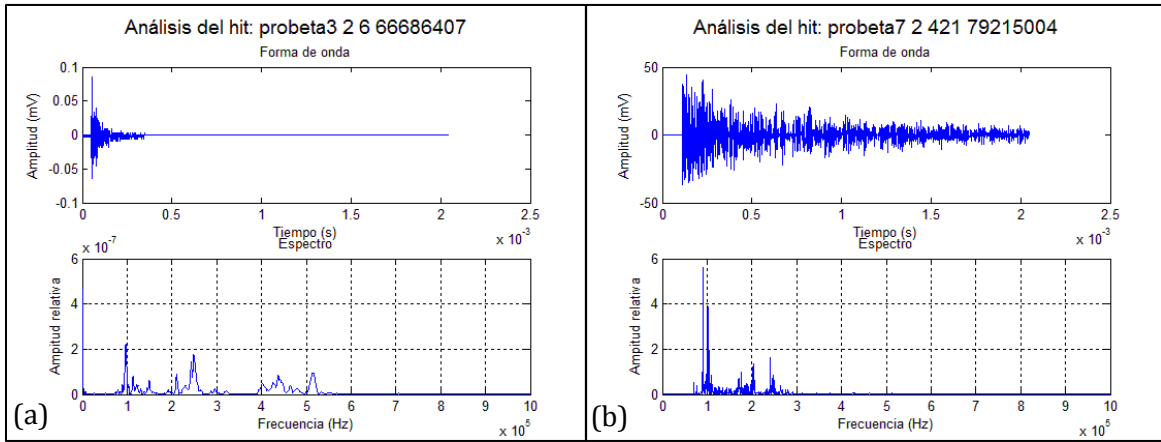 Análisis del hit: probeta3 2 6 66686407
Forma de onda
Amplitud (mV)
0.1
0.05
0
-0.05
-0.1
0 0.5 1 1.5 2 2.5
Tiempo (s)
x 10⁻³
Espectro
x 10⁻⁷
Amplitud relativa
6
4
2
0
0 1 2 3 4 5 6 7 8 9 10
Frecuencia (Hz)
x 10⁵
(a)
Análisis del hit: probeta7 2 421 79215004
Forma de onda
Amplitud (mV)
50
0
-50
0 0.5 1 1.5 2 2.5
Tiempo (s)
x 10⁻³
Espectro
Amplitud relativa
6
4
2
0
0 1 2 3 4 5 6 7 8 9 10
Frecuencia (Hz)
x 10⁵
(b)